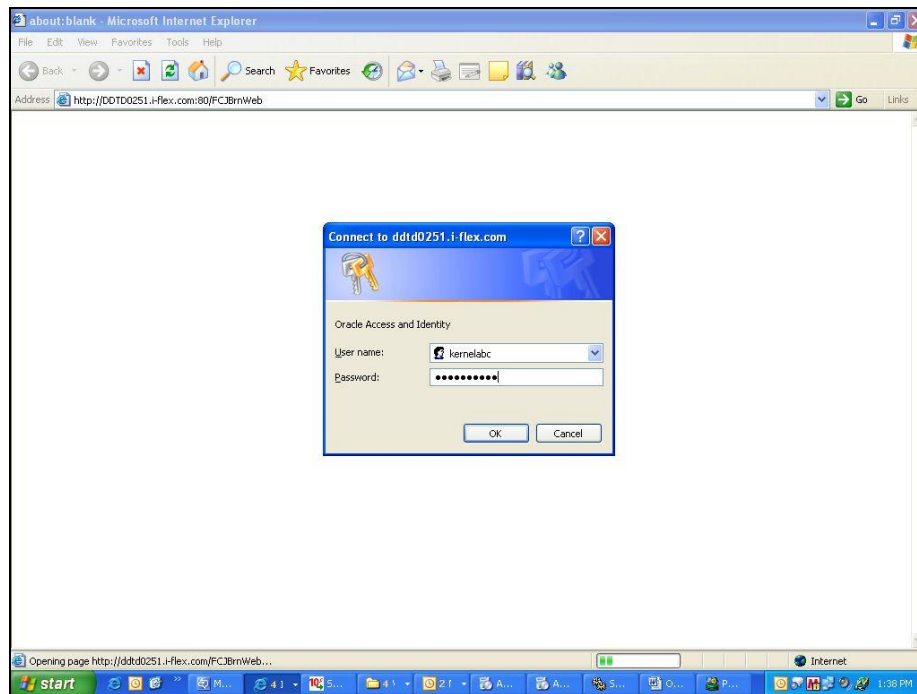 about:blank - Microsoft Internet Explorer
File Edit View Favorites Tools Help
Back Search Favorites
Address http://DDTD0251.i-flex.com:80/FCJBrnWeb Go Links
Connect to ddtd0251.i-flex.com
Oracle Access and Identity
User name: kernelabc
Password: ••••••••••
OK Cancel
Opening page http://ddtd0251.i-flex.com/FCJBrnWeb... Internet
start M... S... A... A... S... O... P... 1:38 PM